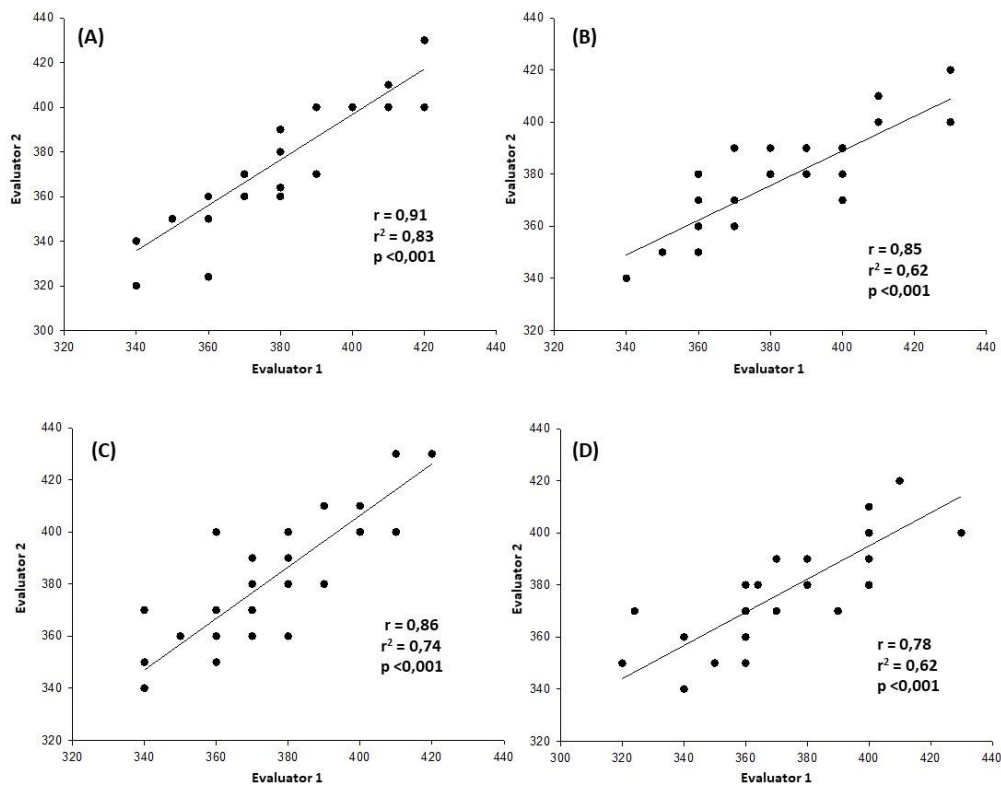 (A)
440
420
400
380
360
340
320
300
320
340
360
380
400
420
440
Evaluator 2
Evaluator 1
r = 0,91
r² = 0,83
p <0,001
(B)
440
420
400
380
360
340
320
320
340
360
380
400
420
440
Evaluator 2
Evaluator 1
r = 0,85
r² = 0,62
p <0,001
(C)
440
420
400
380
360
340
320
320
340
360
380
400
420
440
Evaluator 2
Evaluator 1
r = 0,86
r² = 0,74
p <0,001
(D)
440
420
400
380
360
340
320
300
320
340
360
380
400
420
440
Evaluator 2
Evaluator 1
r = 0,78
r² = 0,62
p <0,001